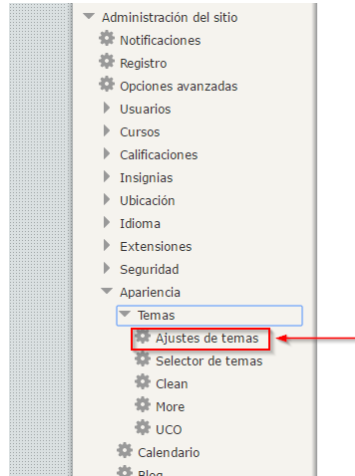 Administración del sitio
Notificaciones
Registro
Opciones avanzadas
Usuarios
Cursos
Calificaciones
Insignias
Ubicación
Idioma
Extensiones
Seguridad
Apariencia
Temas
Ajustes de temas
Selector de temas
Clean
More
UCO
Calendario
Blog